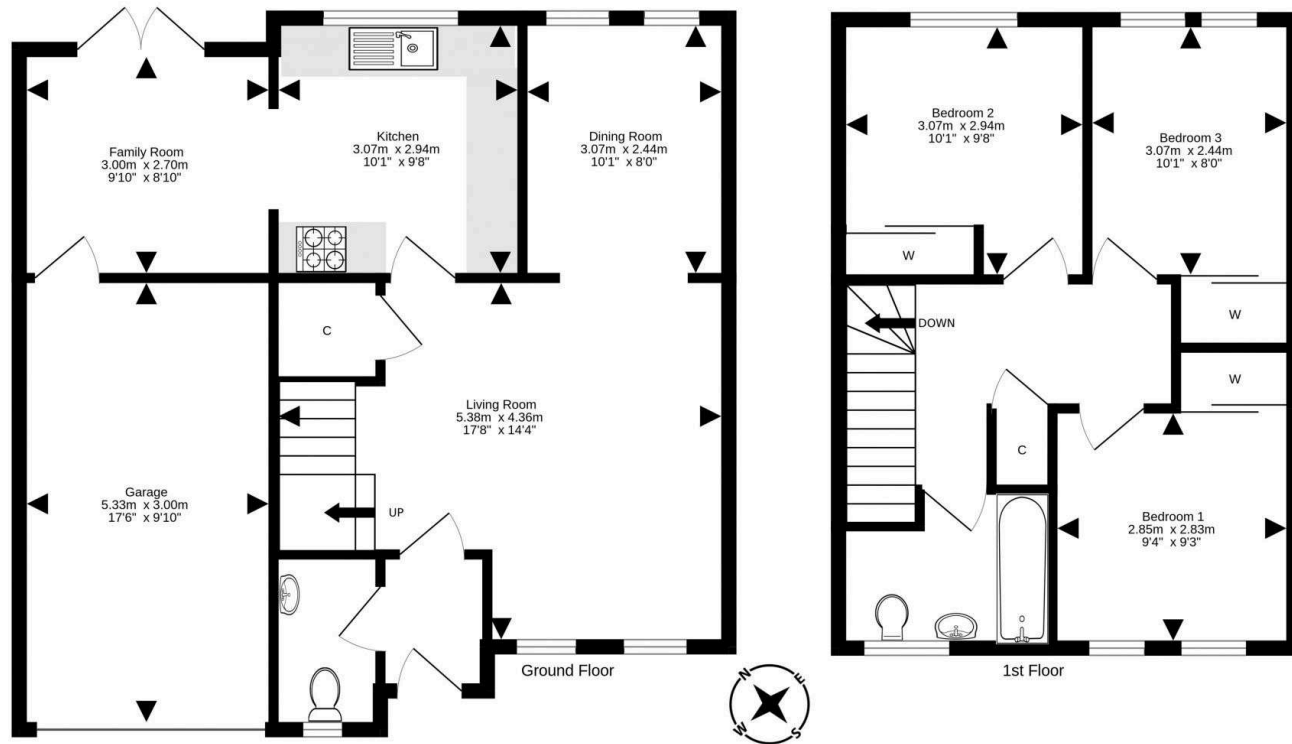 Family Room
3.00m x 2.70m
9'10" x 8'10"
Kitchen
3.07m x 2.94m
10'1" x 9'8"
Dining Room
3.07m x 2.44m
10'1" x 8'0"
C
Living Room
5.38m x 4.36m
17'8" x 14'4"
Garage
5.33m x 3.00m
17'6" x 9'10"
UP
Ground Floor
Bedroom 2
3.07m x 2.94m
10'1" x 9'8"
Bedroom 3
3.07m x 2.44m
10'1" x 8'0"
W
W
DOWN
W
C
Bedroom 1
2.85m x 2.83m
9'4" x 9'3"
1st Floor
N
E
W
S